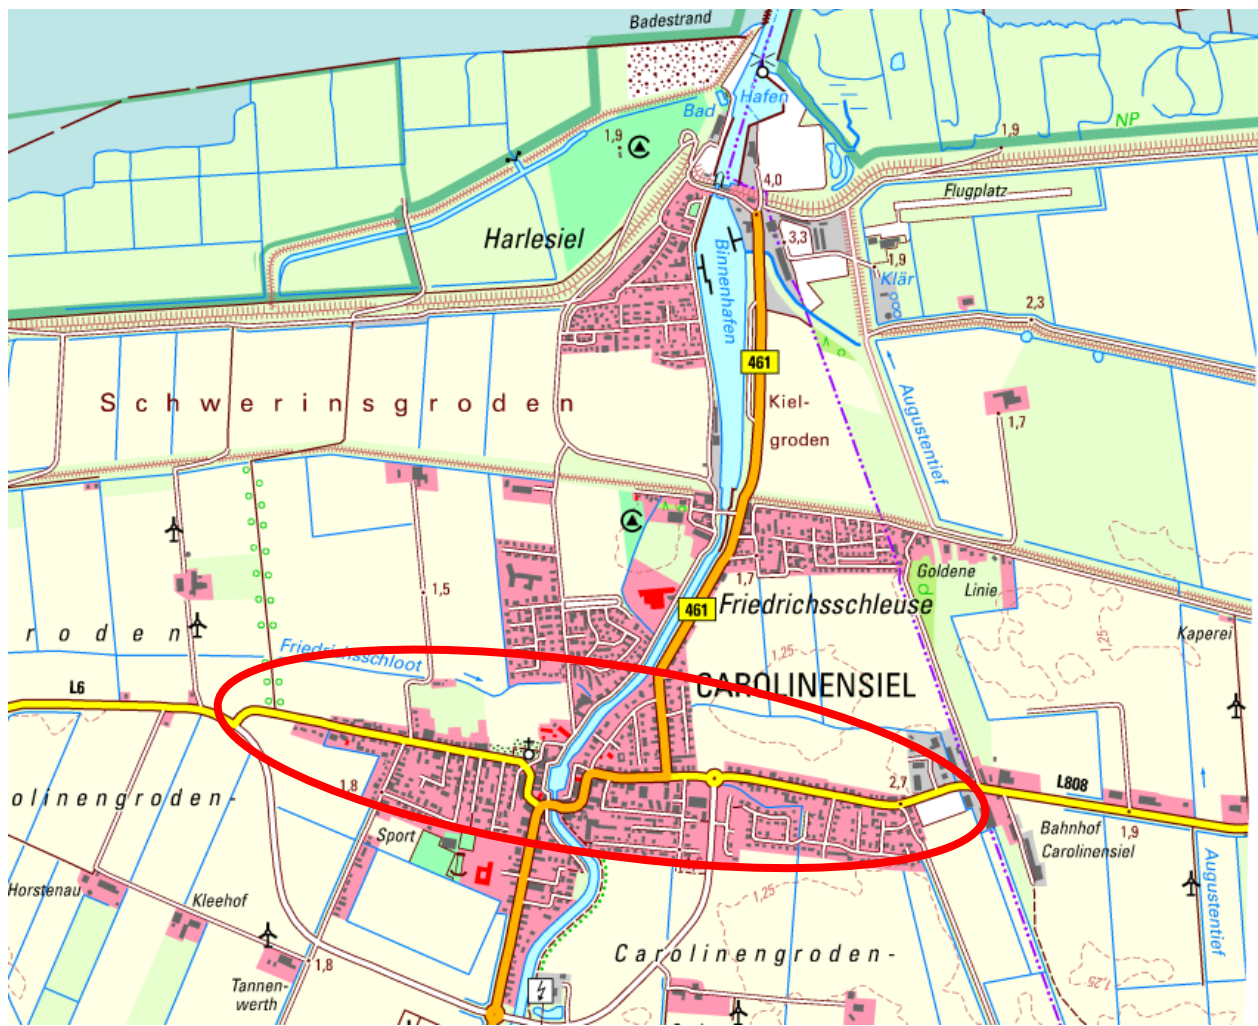 Badestrand
Hafen
Bad
1,9
1,9
NP
4,0
Flugplatz
Harlesiel
3,3
1,9
Klär
Binnenhafen
2,3
461
Schwerinsgroden
Kiel-
groden
Augustentief
1,7
1,5
1,7
Goldene
Linie
461
Friedrichsschleuse
roden
Kaperei
1,25
1,25
Friedrichsschloot
L6
CAROLINENSIEL
1,8
2,7
L808
olinengroden-
Sport
1,9
Bahnhof
Carolinensiel
Augustentief
Horstenau
Kleehof
1,25
Carolinengroden-
1,8
Tannen-
werth
1,25